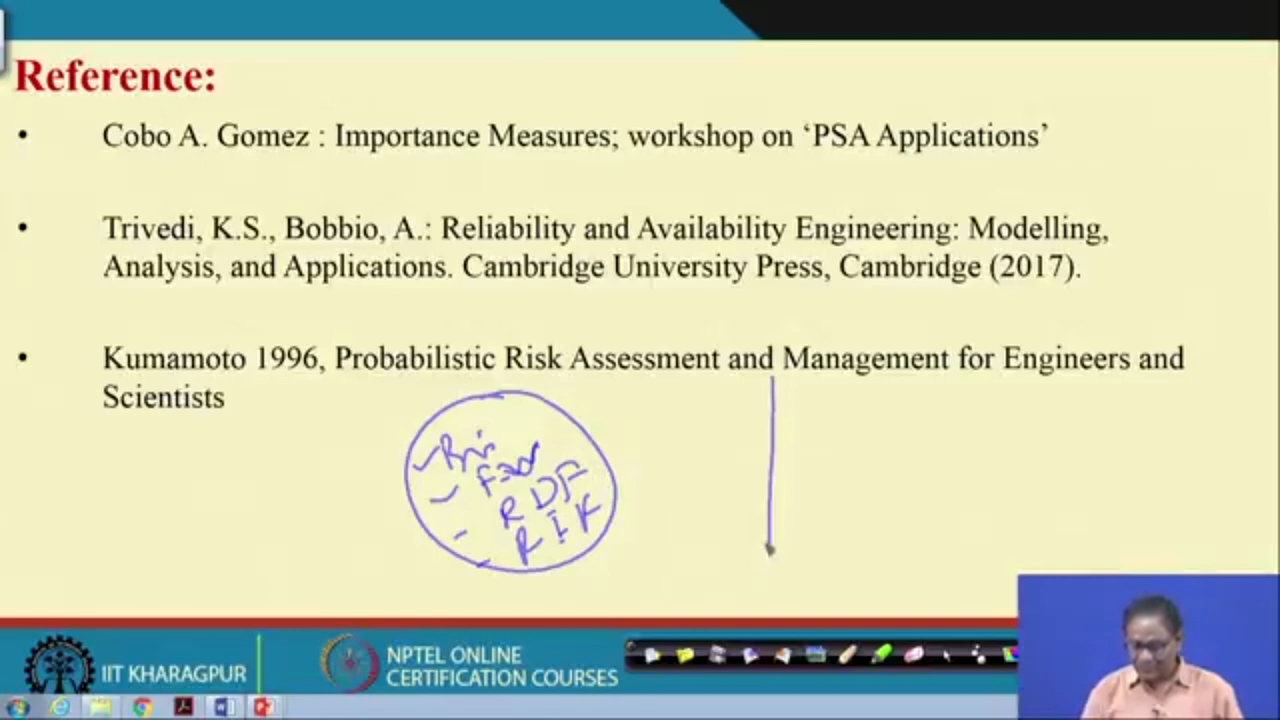 Reference:
• Cobo A. Gomez : Importance Measures; workshop on ‘PSA Applications’
• Trivedi, K.S., Bobbio, A.: Reliability and Availability Engineering: Modelling,
Analysis, and Applications. Cambridge University Press, Cambridge (2017).
• Kumamoto 1996, Probabilistic Risk Assessment and Management for Engineers and
Scientists
RDF
IIT KHARAGPUR
NPTEL ONLINE
CERTIFICATION COURSES